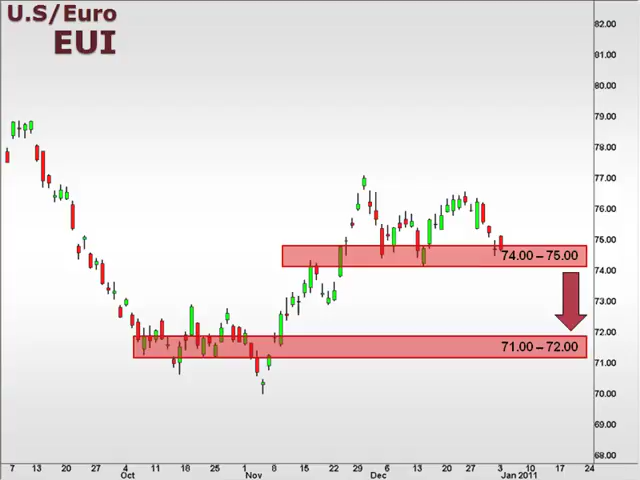 U.S/Euro
EUI
82.00
81.00
80.00
79.00
78.00
77.00
76.00
75.00
74.00 – 75.00
74.00
73.00
72.00
71.00 – 72.00
71.00
70.00
69.00
68.00
7 13 20 27 4 11 18 25 1 8 15 22 29 6 13 20 27 3 10 17 24
Oct Nov Dec Jan 2011